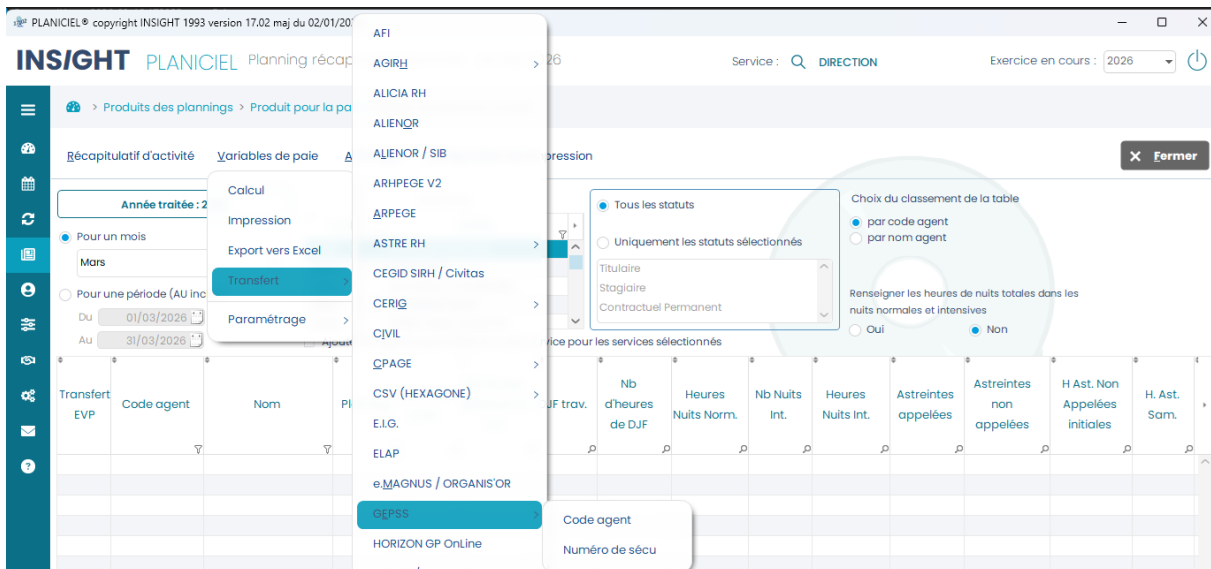 PLANICIEL® copyright INSIGHT 1993 version 17.02 maj du 02/01/20
INSIGHT PLANICIEL Planning récap
26
Service : DIRECTION
Exercice en cours : 2026
> Produits des plannings > Produit pour la pa
Récapitulatif d'activité
Variables de paie
A
pression
Fermer
Année traitée : 2
Pour un mois
Mars
Pour une période (AU inc
Du 01/03/2026
Au 31/03/2026
Calcul
Impression
Export vers Excel
Transfert
Paramétrage
AFI
AGIRH
ALICIA RH
ALIENOR
ALIENOR / SIB
ARHPEGE V2
ARPEGE
ASTRE RH
CEGID SIRH / Civitas
CERIG
CIVIL
CPAGE
CSV (HEXAGONE)
E.I.G.
ELAP
e.MAGNUS / ORGANIS'OR
GEPSS
HORIZON GP OnLine
Code agent
Numéro de sécu
Tous les statuts
Uniquement les statuts sélectionnés
Titulaire
Stagiaire
Contractuel Permanent
Choix du classement de la table
par code agent
par nom agent
Renseigner les heures de nuits totales dans les
nuits normales et intensives
Oui
Non
Ajoute
vice pour les services sélectionnés
Transfert EVP
Code agent
Nom
Pl
JF trav.
Nb d'heures de DJF
Heures Nuits Norm.
Nb Nuits Int.
Heures Nuits Int.
Astreintes appelées
Astreintes non appelées
H Ast. Non Appelées initiales
H. Ast. Sam.